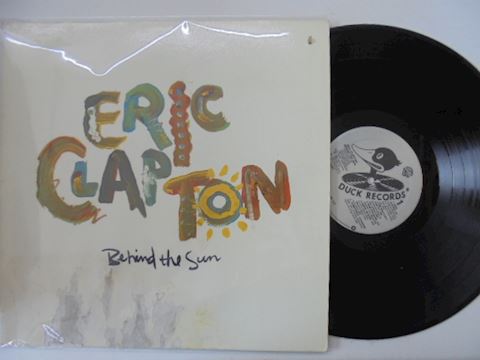 ERIC
CLAPTON
Behind the Sun
DUCK RECORDS